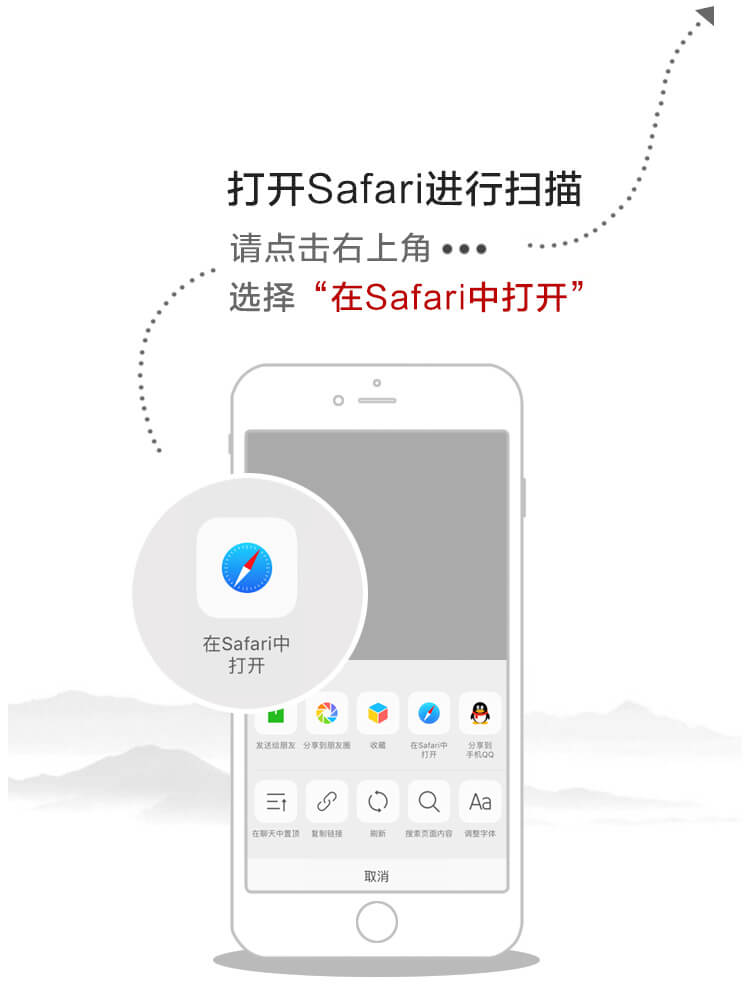 打开Safari进行扫描
请点击右上角●●●
选择“在Safari中打开”
在Safari中
打开
发送给朋友 分享到朋友圈 收藏 在Safari中打开 分享到手机QQ
在聊天中置顶 复制链接 刷新 搜索页面内容 调整字体
Aa
取消